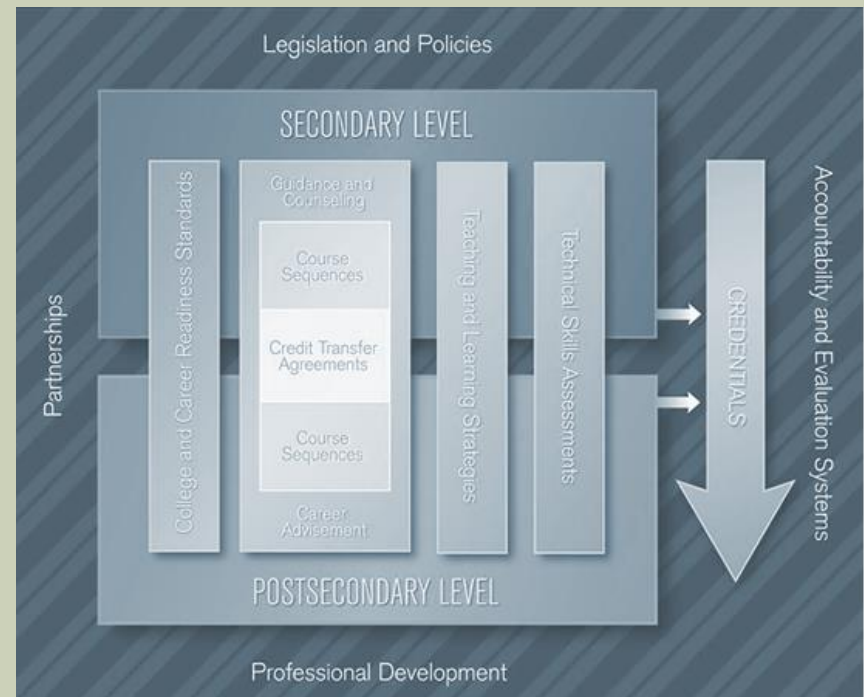 Legislation and Policies
SECONDARY LEVEL
Partnerships
College and Career Readiness Standards
Guidance and
Counseling
Course
Sequences
Credit Transfer
Agreements
Course
Sequences
Career
Advisement
Teaching and Learning Strategies
Technical Skills Assessments
CREDENTIALS
Accountability and Evaluation Systems
POSTSECONDARY LEVEL
Professional Development